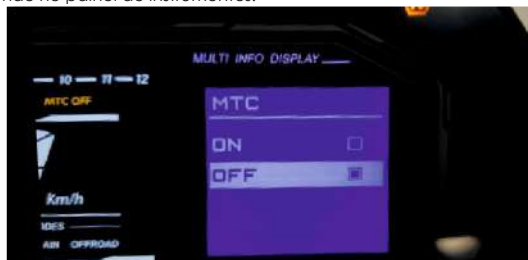 no painel de instrumentos.
MULTI INFO DISPLAY
10 11 12
MTC OFF
MTC
ON
OFF
Km/h
AIN OFFROAD